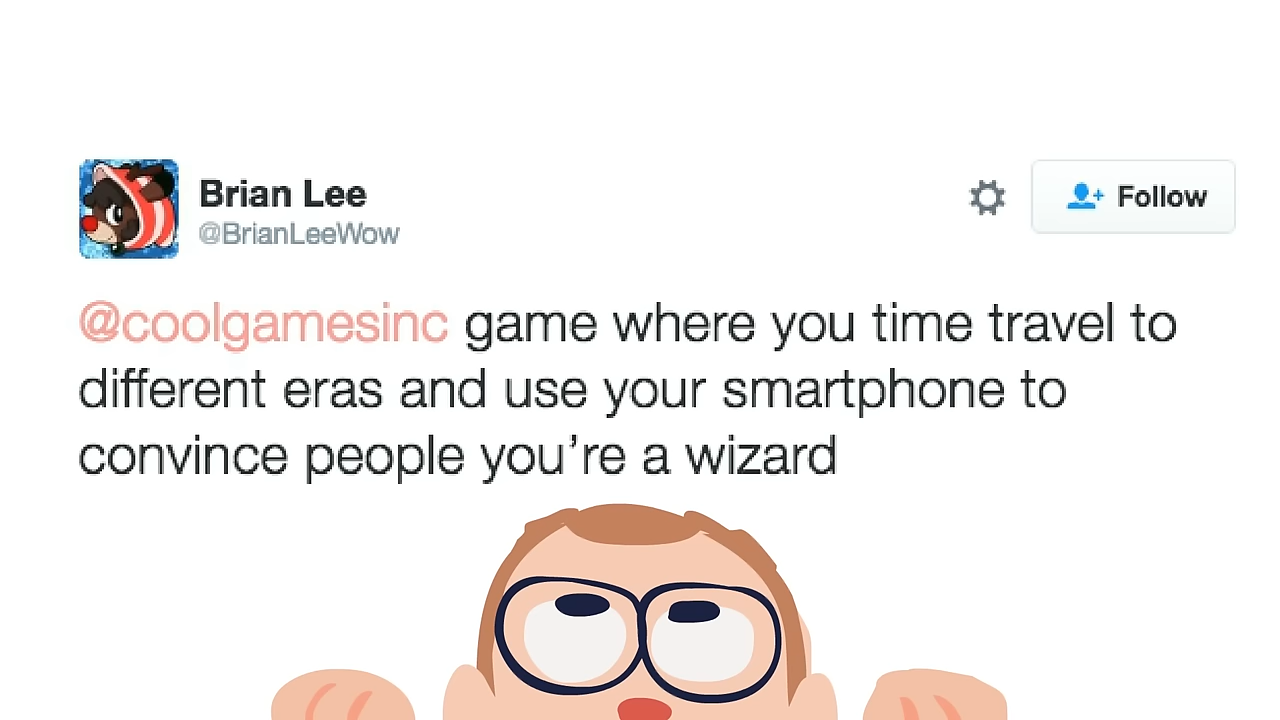 Brian Lee
@BrianLeeWow
Follow
@coolgamesinc game where you time travel to
different eras and use your smartphone to
convince people you're a wizard